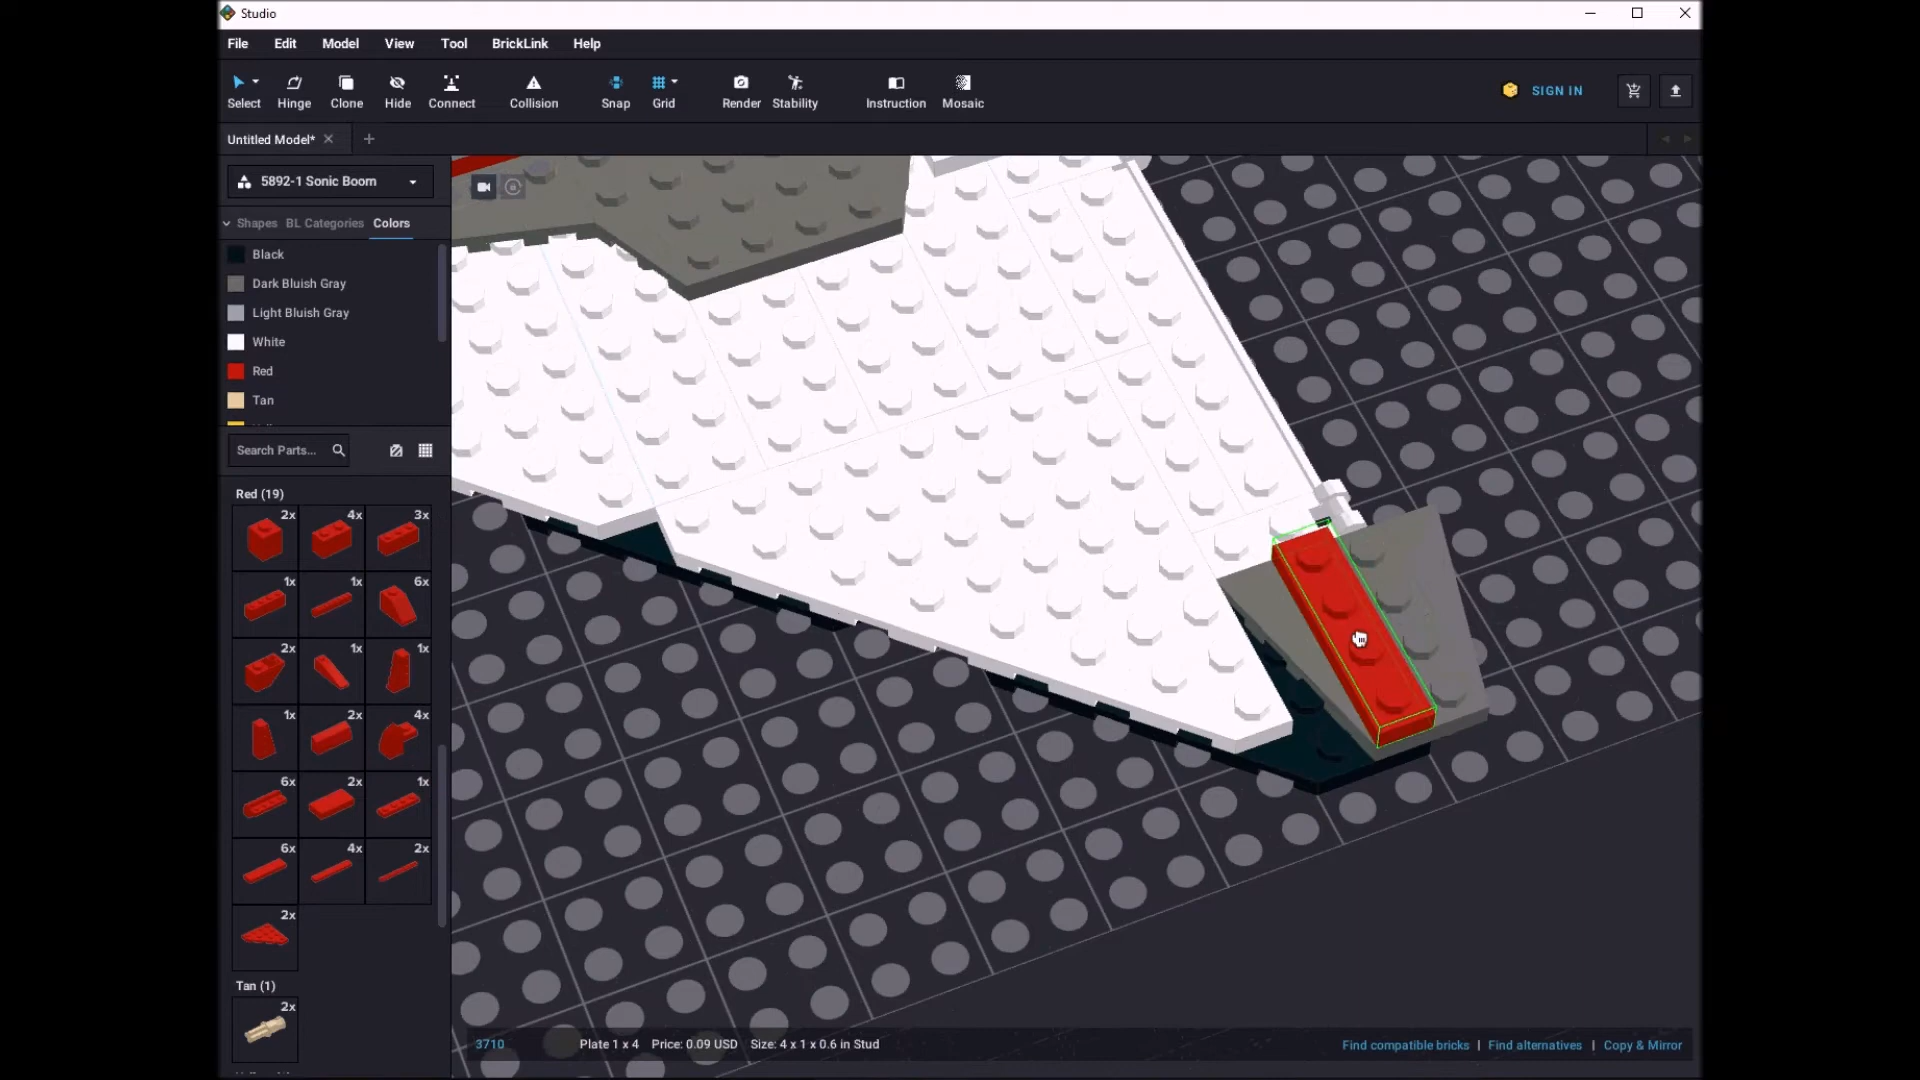 Studio
File Edit Model View Tool BrickLink Help
Select Hinge Clone Hide Connect Collision Snap Grid Render Stability Instruction Mosaic SIGN IN
Untitled Model*
5892-1 Sonic Boom
Shapes BL Categories Colors
Black
Dark Bluish Gray
Light Bluish Gray
White
Red
Tan
Search Parts...
Red (19)
2x 4x 3x
1x 1x 6x
2x 1x 1x
1x 2x 4x
6x 2x 1x
6x 4x 2x
2x
Tan (1)
2x
3710 Plate 1 x 4 Price: 0.09 USD Size: 4 x 1 x 0.6 in Stud Find compatible bricks | Find alternatives | Copy & Mirror